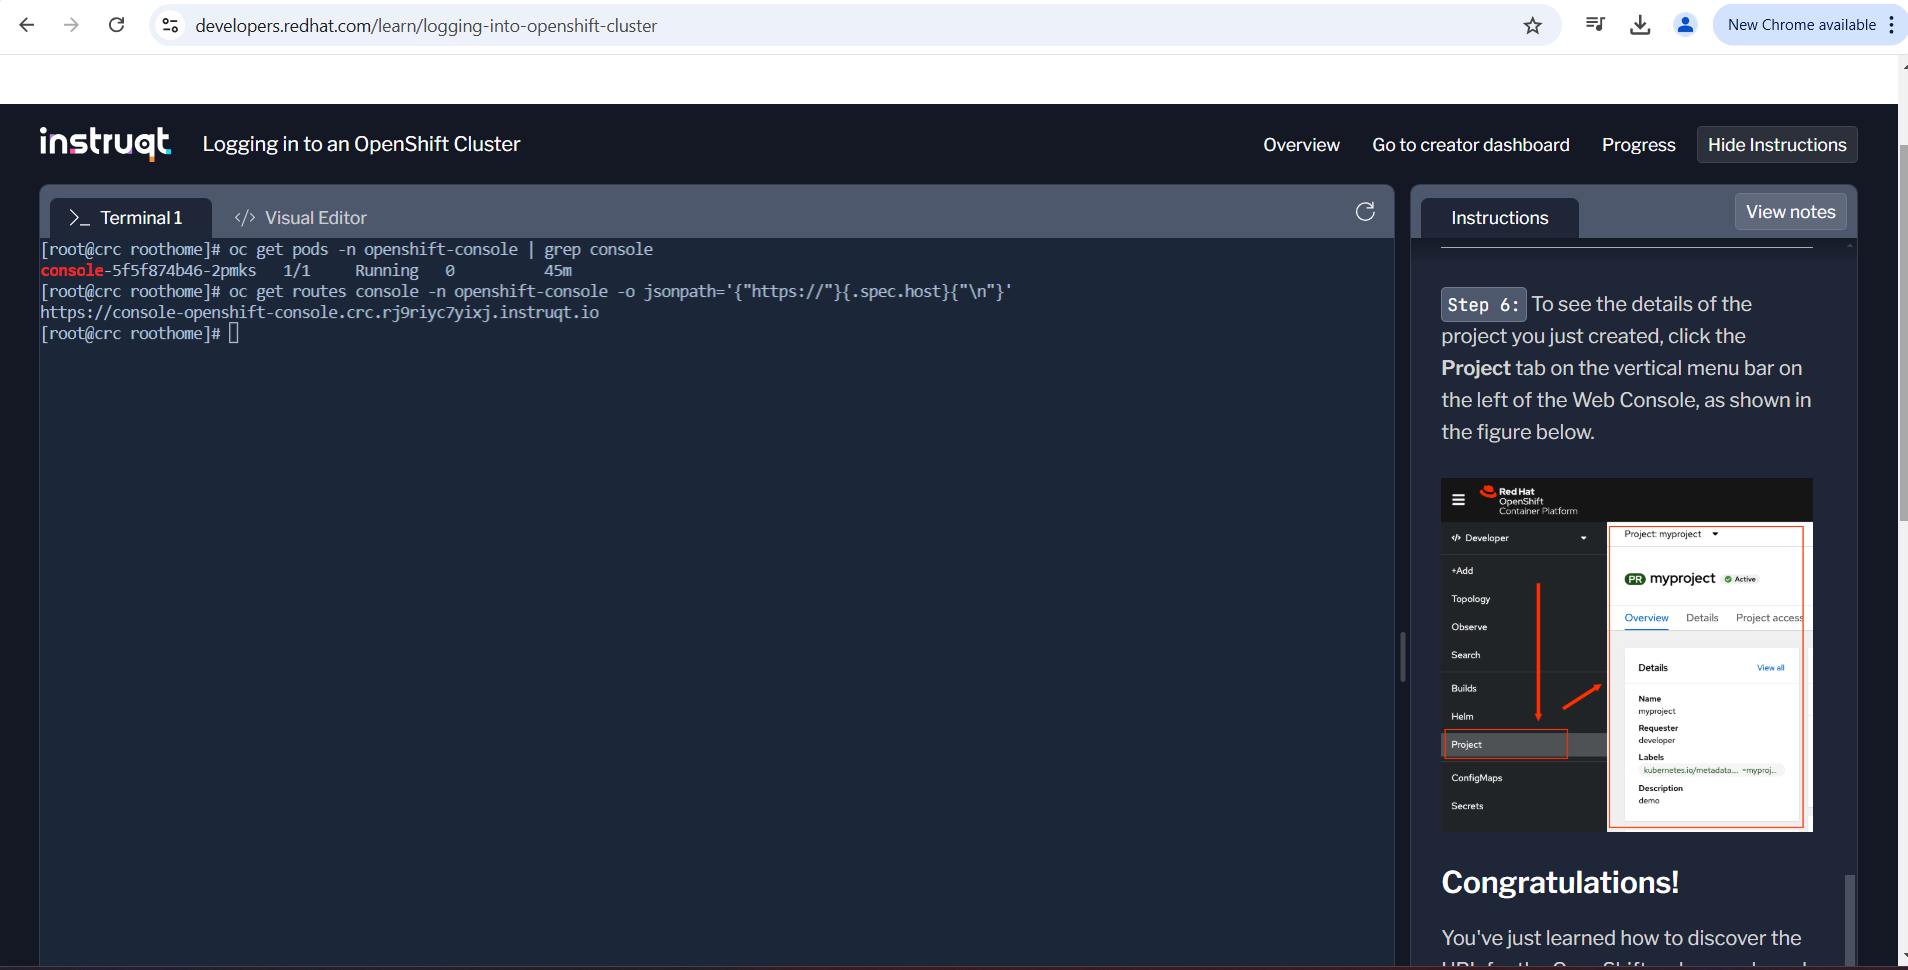 developers.redhat.com/learn/logging-into-openshift-cluster
New Chrome available
instruqt
Logging in to an OpenShift Cluster
Overview
Go to creator dashboard
Progress
Hide Instructions
>_ Terminal 1
</> Visual Editor
[root@crc roothome]# oc get pods -n openshift-console | grep console
console-5f5f874b46-2pmks 1/1 Running 0 45m
[root@crc roothome]# oc get routes console -n openshift-console -o jsonpath='{"https://"}{.spec.host}{"\n"}'
https://console-openshift-console.crc.rj9riyc7yixj.instruqt.io
[root@crc roothome]#
Instructions
View notes
Step 6: To see the details of the
project you just created, click the
Project tab on the vertical menu bar on
the left of the Web Console, as shown in
the figure below.
Red Hat
OpenShift
Container Platform
</> Developer
+Add
Topology
Observe
Search
Builds
Helm
Project
ConfigMaps
Secrets
Project: myproject
PR myproject Active
Overview Details Project access
Details View all
Name
myproject
Requester
developer
Labels
kubernetes.io/metadata.... =myproj...
Description
demo
Congratulations!
You've just learned how to discover the